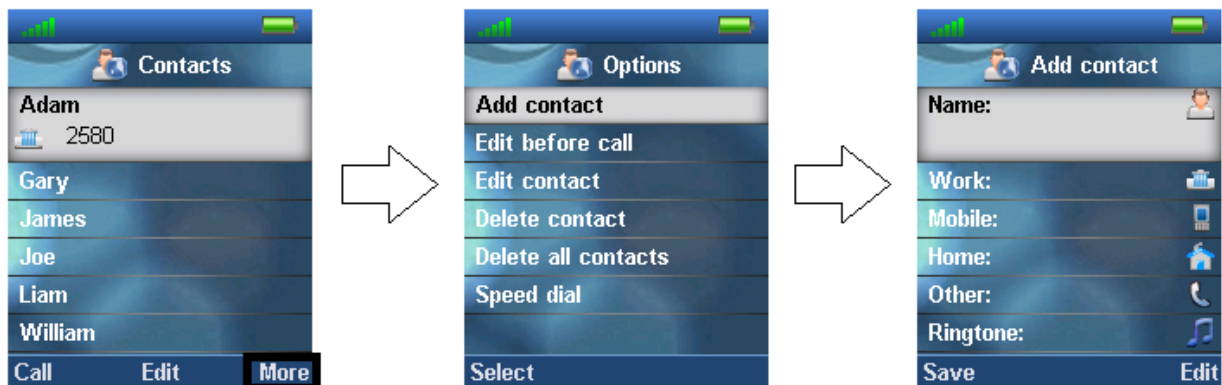 Contacts
Adam
2580
Gary
James
Joe
Liam
William
Call Edit More
Options
Add contact
Edit before call
Edit contact
Delete contact
Delete all contacts
Speed dial
Select
Add contact
Name:
Work:
Mobile:
Home:
Other:
Ringtone:
Save Edit